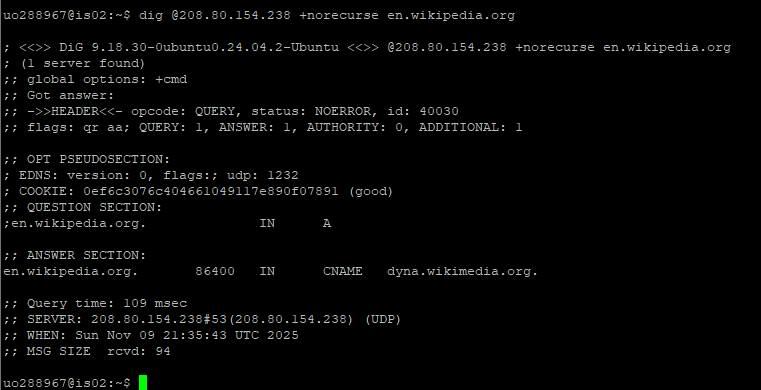 uo288967@is02:~$ dig @208.80.154.238 +norecurse en.wikipedia.org
; <<>> DiG 9.18.30-0ubuntu0.24.04.2-Ubuntu <<>> @208.80.154.238 +norecurse en.wikipedia.org
; (1 server found)
;; global options: +cmd
;; Got answer:
;; ->>HEADER<<- opcode: QUERY, status: NOERROR, id: 40030
;; flags: qr aa; QUERY: 1, ANSWER: 1, AUTHORITY: 0, ADDITIONAL: 1
;; OPT PSEUDOSECTION:
; EDNS: version: 0, flags:; udp: 1232
; COOKIE: 0ef6c3076c404661049117e890f07891 (good)
;; QUESTION SECTION:
;en.wikipedia.org. IN A
;; ANSWER SECTION:
en.wikipedia.org. 86400 IN CNAME dyna.wikimedia.org.
;; Query time: 109 msec
;; SERVER: 208.80.154.238#53(208.80.154.238) (UDP)
;; WHEN: Sun Nov 09 21:35:43 UTC 2025
;; MSG SIZE rcvd: 94
uo288967@is02:~$